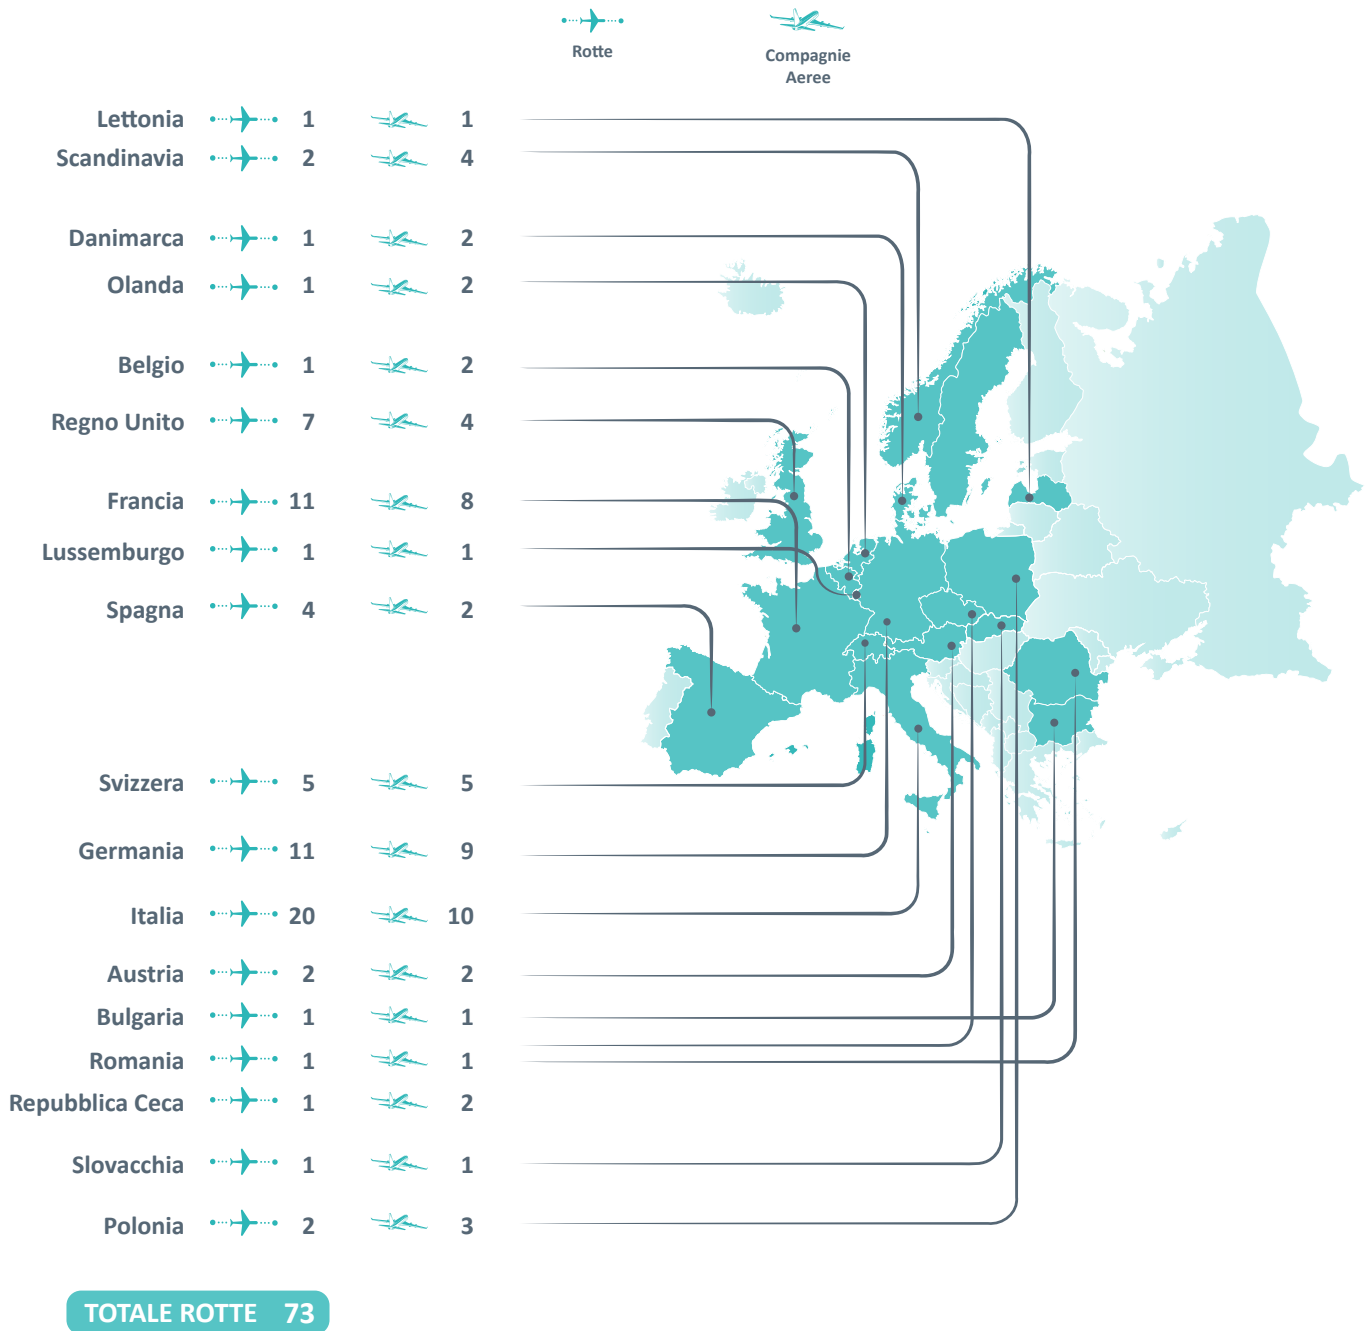 Rotte
Compagnie
Aeree
Lettonia 1 1
Scandinavia 2 4
Danimarca 1 2
Olanda 1 2
Belgio 1 2
Regno Unito 7 4
Francia 11 8
Lussemburgo 1 1
Spagna 4 2
Svizzera 5 5
Germania 11 9
Italia 20 10
Austria 2 2
Bulgaria 1 1
Romania 1 1
Repubblica Ceca 1 2
Slovacchia 1 1
Polonia 2 3
TOTALE ROTTE 73